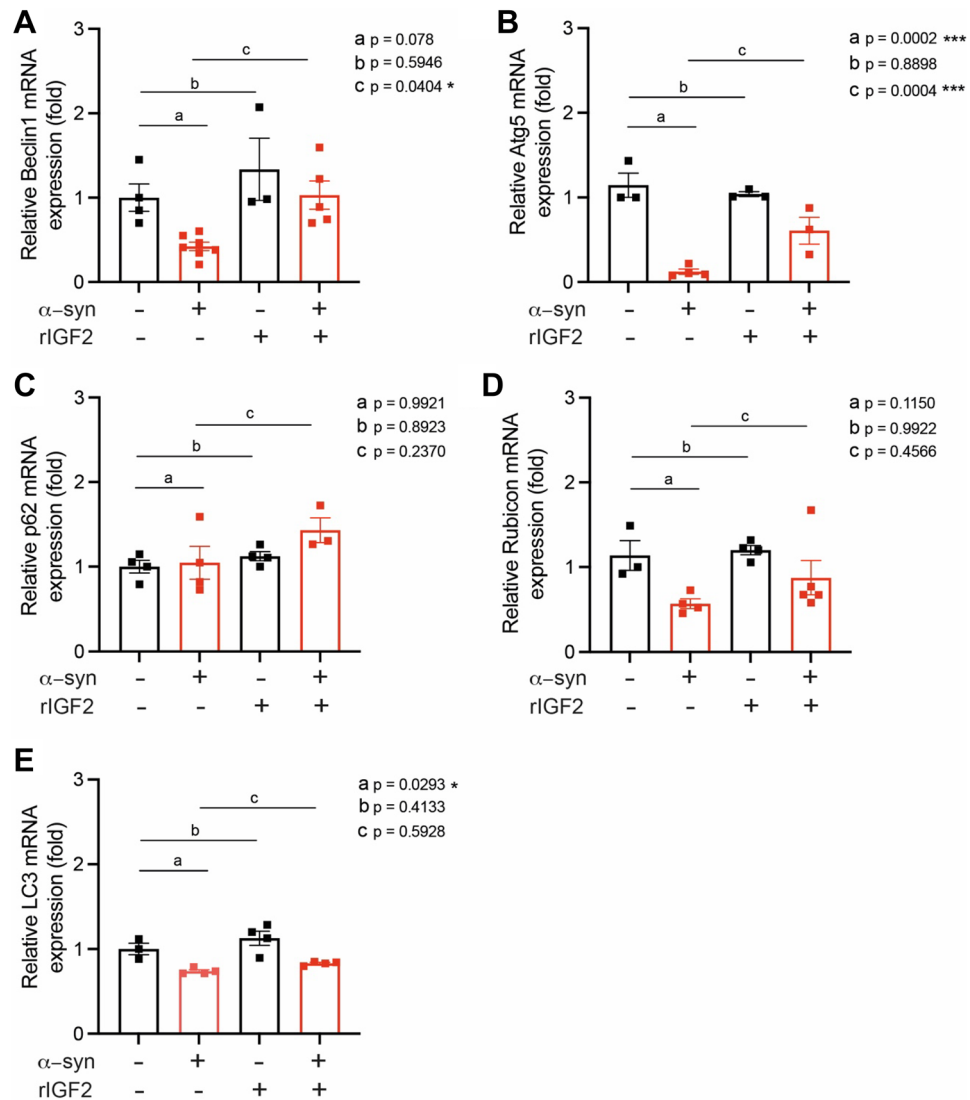 A
Relative Beclin1 mRNA
expression (fold)
3
2
1
0
a
b
c
a p = 0.078
b p = 0.5946
c p = 0.0404 *
α–syn - + - +
rIGF2 - - + +
B
Relative Atg5 mRNA
expression (fold)
3
2
1
0
a
b
c
a p = 0.0002 ***
b p = 0.8898
c p = 0.0004 ***
α–syn - + - +
rIGF2 - - + +
C
Relative p62 mRNA
expression (fold)
3
2
1
0
a
b
c
a p = 0.9921
b p = 0.8923
c p = 0.2370
α–syn - + - +
rIGF2 - - + +
D
Relative Rubicon mRNA
expression (fold)
3
2
1
0
a
b
c
a p = 0.1150
b p = 0.9922
c p = 0.4566
α–syn - + - +
rIGF2 - - + +
E
Relative LC3 mRNA
expression (fold)
3
2
1
0
a
b
c
a p = 0.0293 *
b p = 0.4133
c p = 0.5928
α–syn - + - +
rIGF2 - - + +